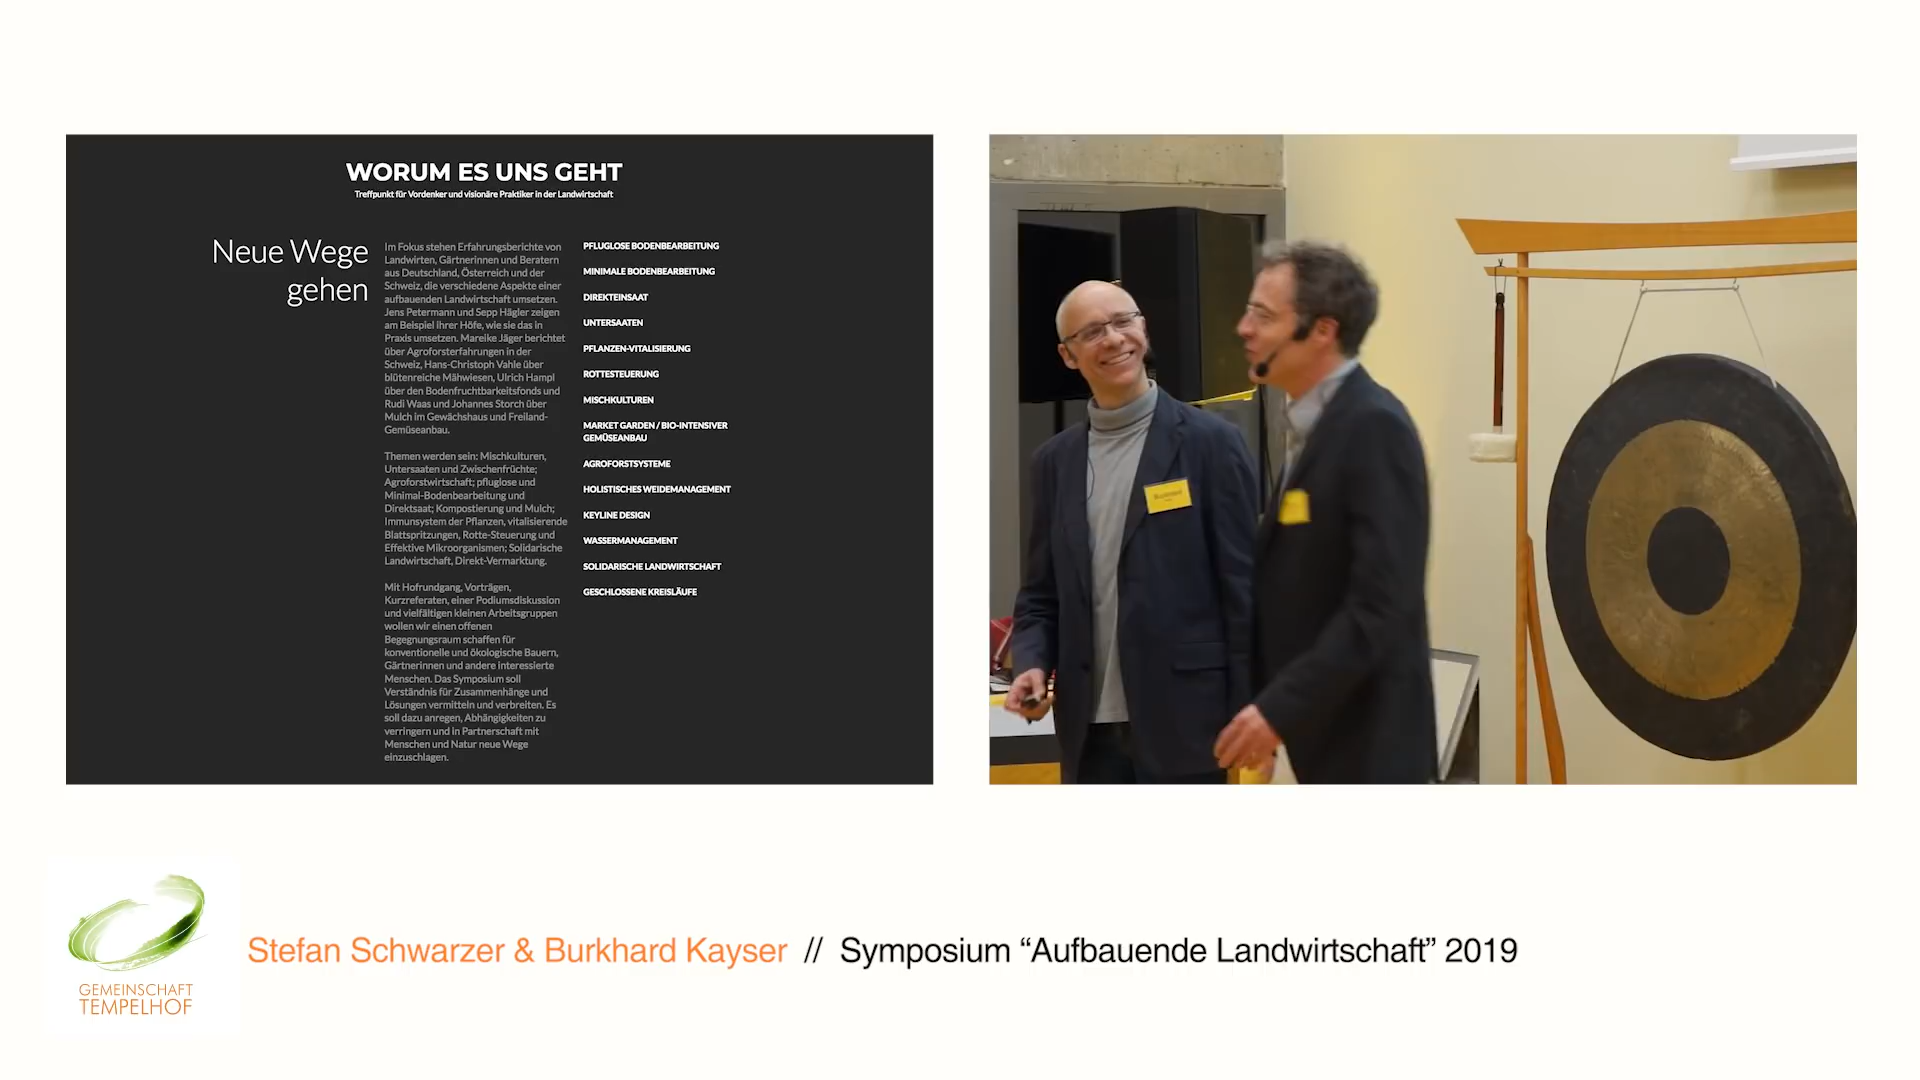 WORUM ES UNS GEHT
Treffpunkt für Vordenker und visionäre Praktiker in der Landwirtschaft
Neue Wege
gehen
Im Fokus stehen Erfahrungsberichte von
Landwirten, Gärtnerinnen und Beratern
aus Deutschland, Österreich und der
Schweiz, die verschiedene Aspekte einer
aufbauenden Landwirtschaft umsetzen.
Jens Petermann und Sepp Hägler zeigen
am Beispiel ihrer Höfe, wie sie das in
Praxis umsetzen. Mareike Jäger berichtet
über Agroforsterfahrungen in der
Schweiz, Hans-Christoph Vahle über
blütenreiche Mähwiesen, Ulrich Hampl
über den Bodenfruchtbarkeitsfonds und
Rudi Waas und Johannes Storch über
Mulch im Gewächshaus und Freiland-
Gemüseanbau.
Themen werden sein: Mischkulturen,
Untersaaten und Zwischenfrüchte;
Agroforstwirtschaft; pfluglose und
Minimal-Bodenbearbeitung und
Direktsaat; Kompostierung und Mulch;
Immunsystem der Pflanzen, vitalisierende
Blattspritzungen, Rotte-Steuerung und
Effektive Mikroorganismen; Solidarische
Landwirtschaft, Direkt-Vermarktung.
Mit Hofrundgang, Vorträgen,
Kurzreferaten, einer Podiumsdiskussion
und vielfältigen kleinen Arbeitsgruppen
wollen wir einen offenen
Begegnungsraum schaffen für
konventionelle und ökologische Bauern,
Gärtnerinnen und andere interessierte
Menschen. Das Symposium soll
Verständnis für Zusammenhänge und
Lösungen vermitteln und verbreiten. Es
soll dazu anregen, Abhängigkeiten zu
verringern und in Partnerschaft mit
Menschen und Natur neue Wege
einzuschlagen.
PFLUGLOSE BODENBEARBEITUNG
MINIMALE BODENBEARBEITUNG
DIREKTEINSAAT
UNTERSAATEN
PFLANZEN-VITALISIERUNG
ROTTESTEUERUNG
MISCHKULTUREN
MARKET GARDEN / BIO-INTENSIVER
GEMÜSEANBAU
AGROFORSTSYSTEME
HOLISTISCHES WEIDEMANAGEMENT
KEYLINE DESIGN
WASSERMANAGEMENT
SOLIDARISCHE LANDWIRTSCHAFT
GESCHLOSSENE KREISLÄUFE
GEMEINSCHAFT
TEMPELHOF
Stefan Schwarzer & Burkhard Kayser // Symposium “Aufbauende Landwirtschaft” 2019